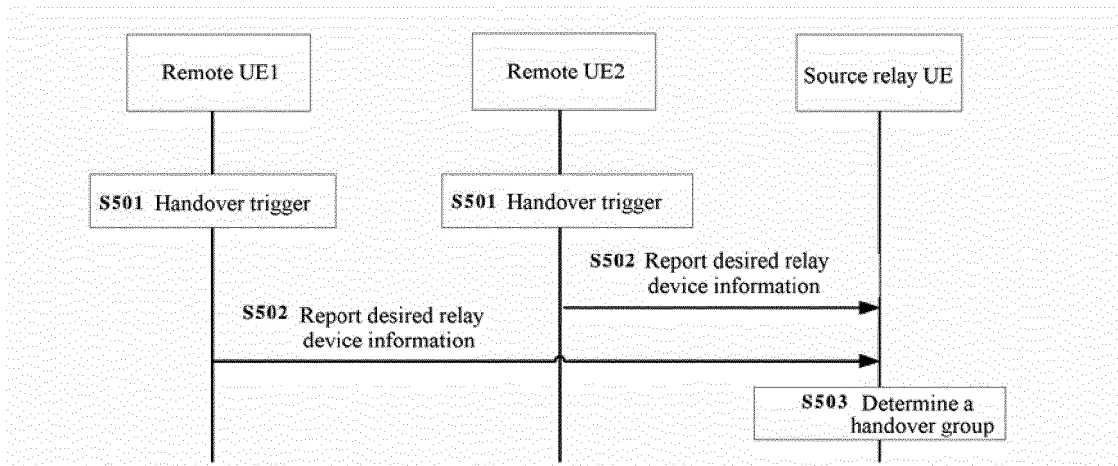 Remote UE1
Remote UE2
Source relay UE
S501 Handover trigger
S501 Handover trigger
S502 Report desired relay
device information
S502 Report desired relay
device information
S503 Determine a
handover group